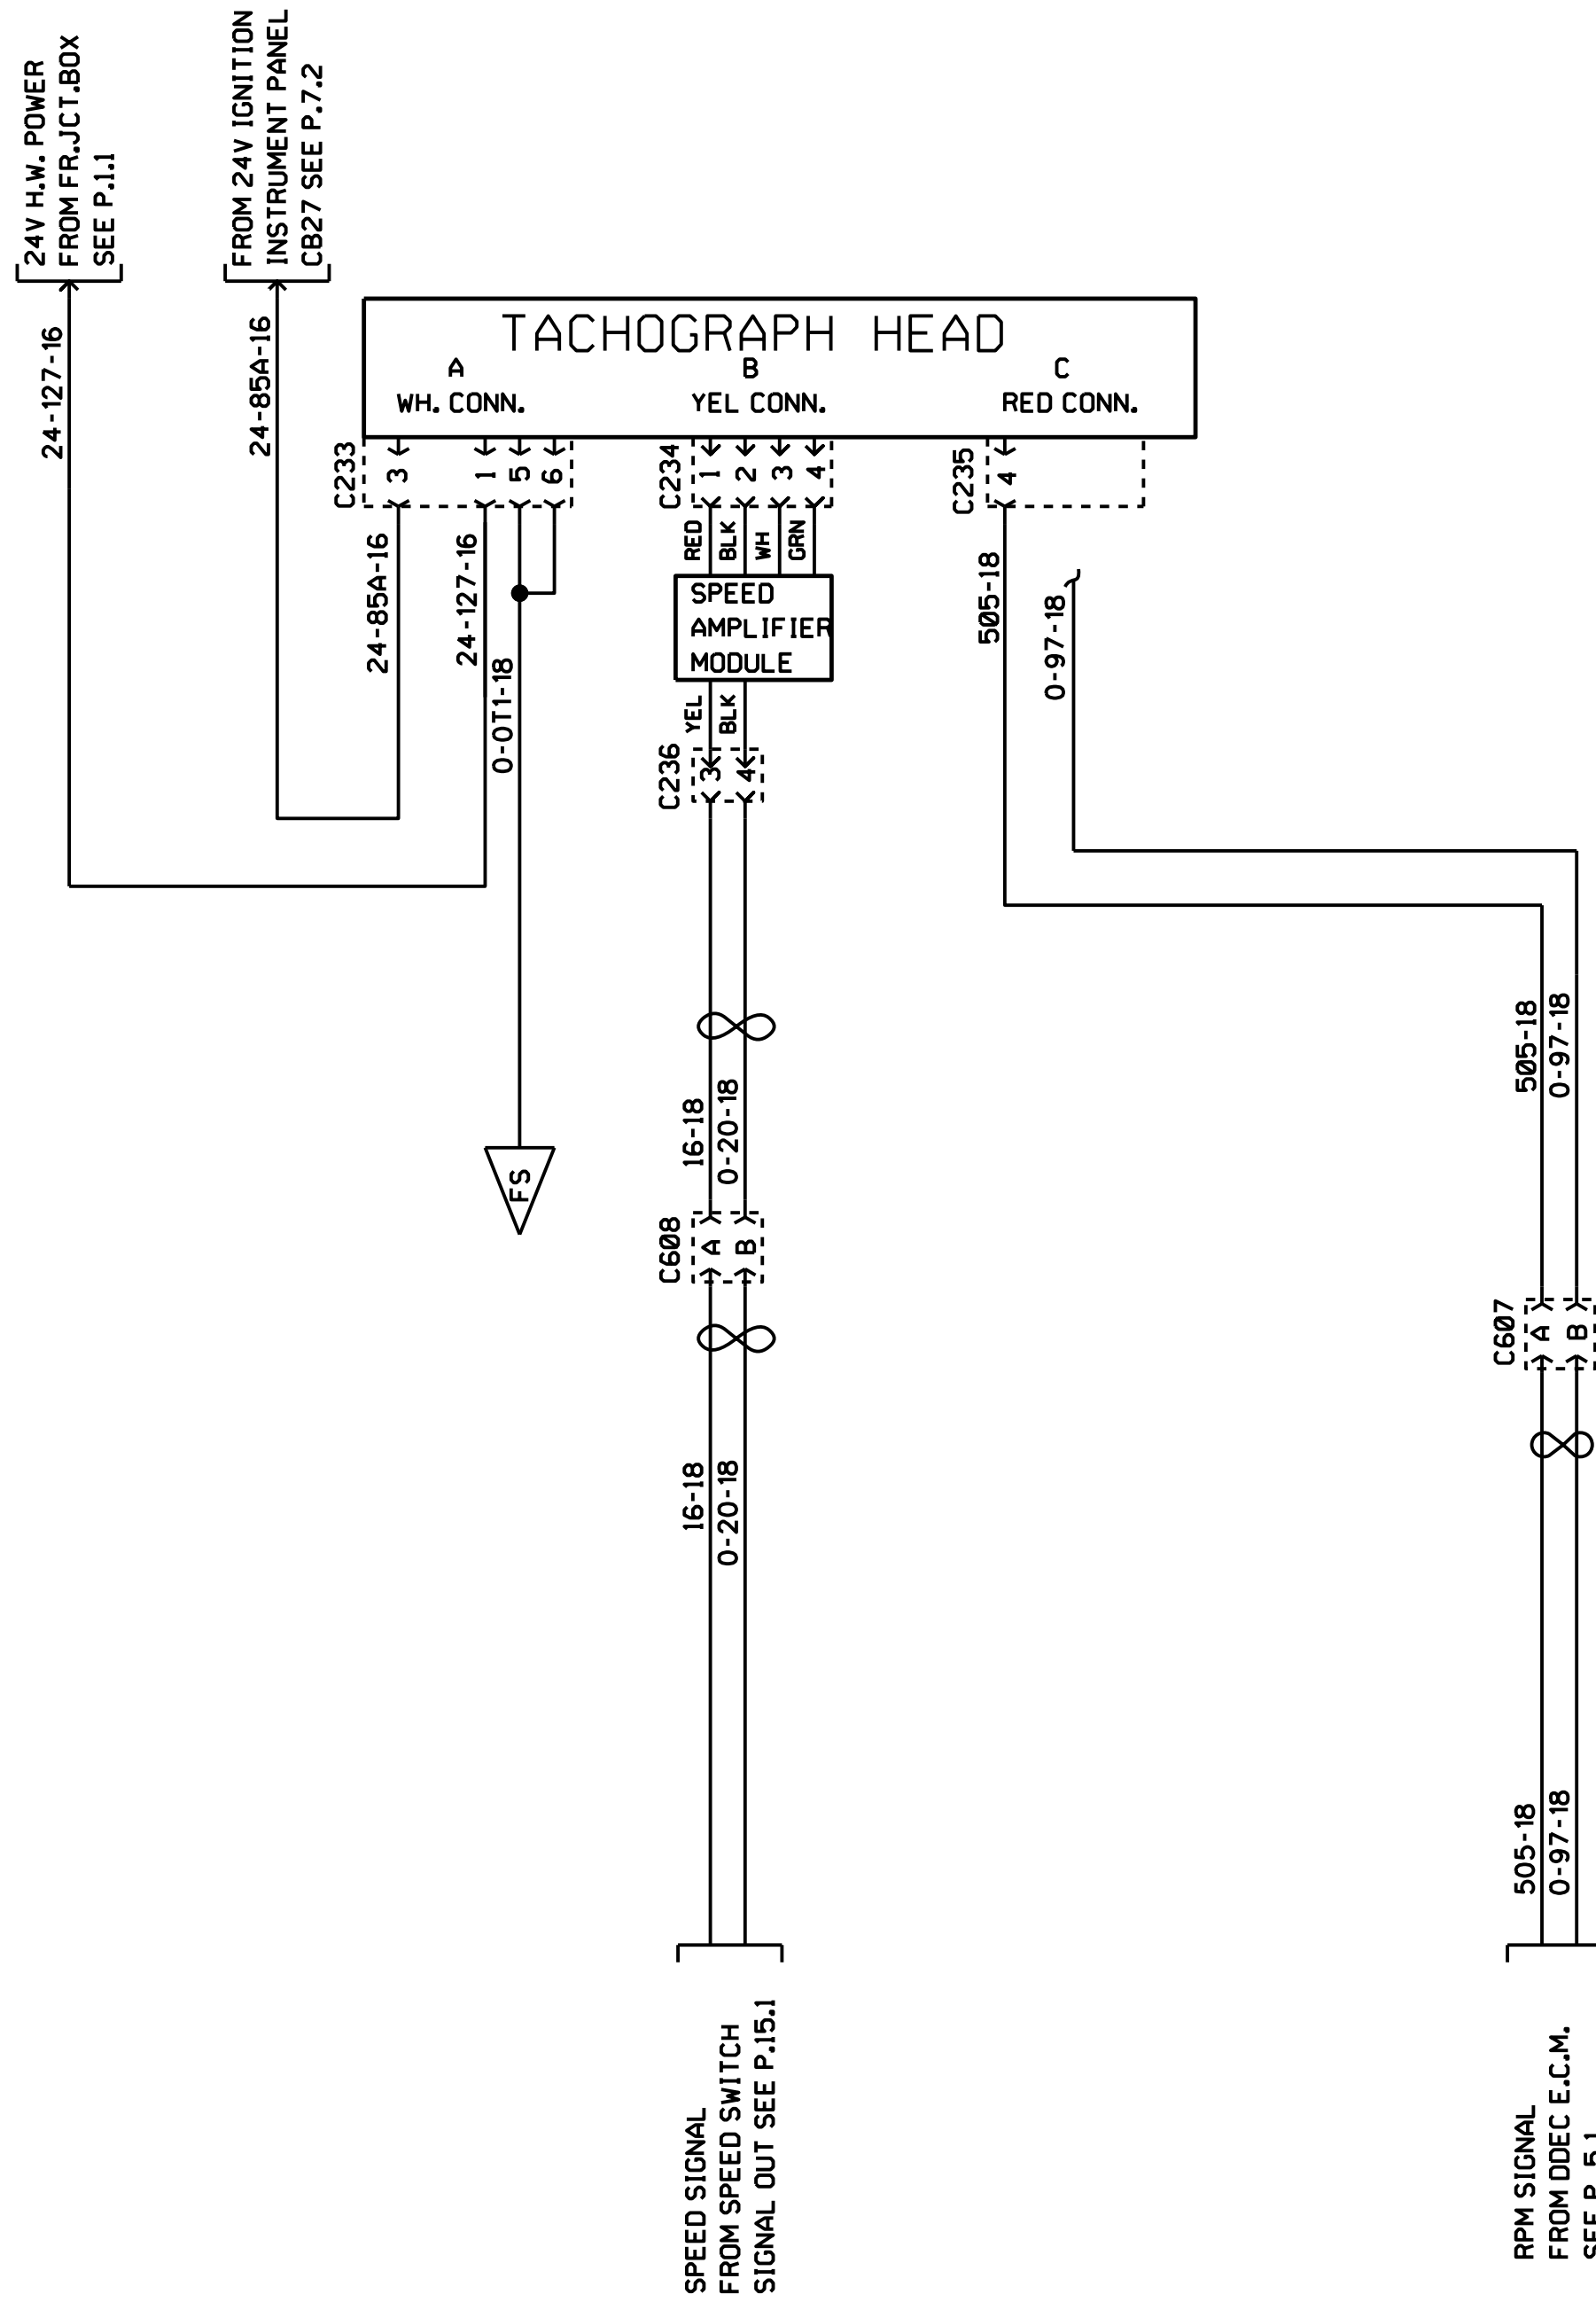 24V H.W. POWER
FROM FR.JCT.BOX
SEE P.1.1
FROM 24V IGNITION
INSTRUMENT PANEL
CB27 SEE P.7.2
24-127-16
24-85A-16
TACHOGRAPH HEAD
A
B
C
WH. CONN.
YEL CONN.
RED CONN.
C233
3
1
5
6
C234
1
2
3
4
C235
4
24-85A-16
24-127-16
0-0T1-18
RED
BLK
WH
GRN
SPEED
AMPLIFIER
MODULE
505-18
0-97-18
YEL
BLK
C236
3
4
16-18
0-20-18
505-18
0-97-18
FS
C608
A
B
C607
A
B
16-18
0-20-18
505-18
0-97-18
SPEED SIGNAL
FROM SPEED SWITCH
SIGNAL OUT SEE P.15.1
RPM SIGNAL
FROM DDEC E.C.M.